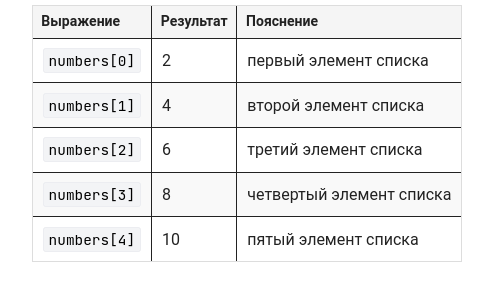 Выражение Результат Пояснение
numbers[0] 2 первый элемент списка
numbers[1] 4 второй элемент списка
numbers[2] 6 третий элемент списка
numbers[3] 8 четвертый элемент списка
numbers[4] 10 пятый элемент списка